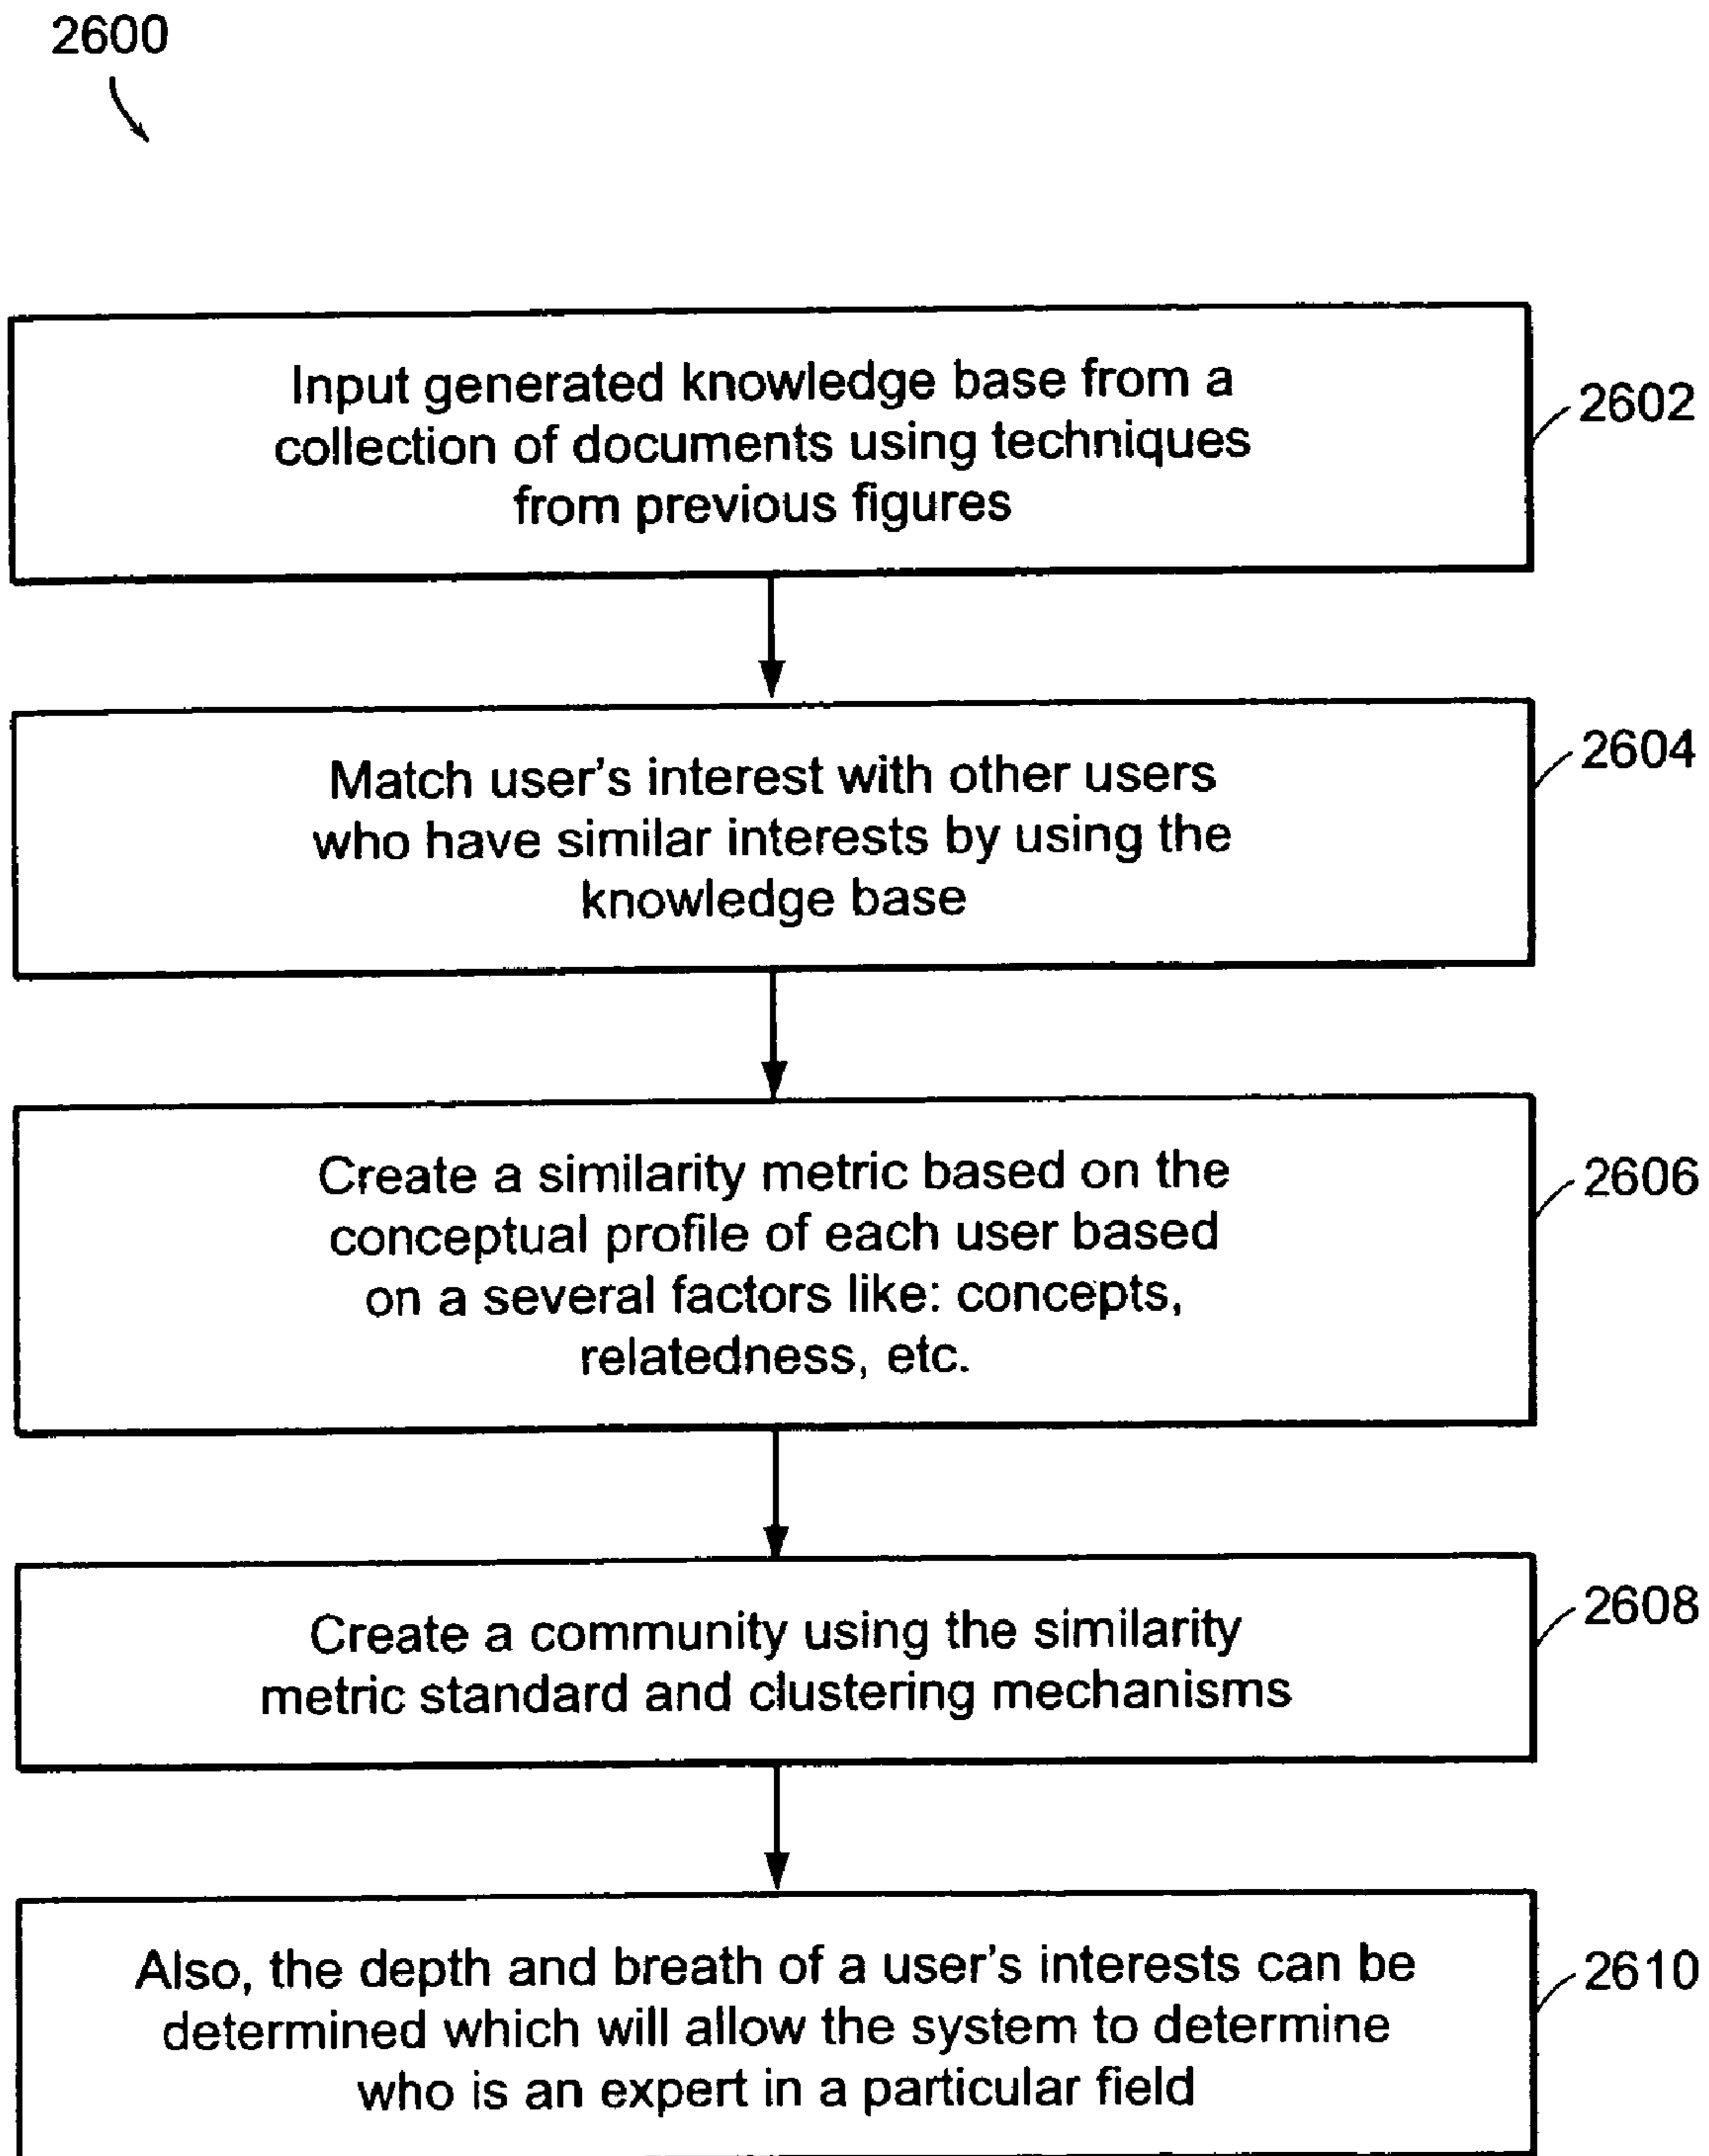 2600
Input generated knowledge base from a
collection of documents using techniques
from previous figures
2602
Match user's interest with other users
who have similar interests by using the
knowledge base
2604
Create a similarity metric based on the
conceptual profile of each user based
on a several factors like: concepts,
relatedness, etc.
2606
Create a community using the similarity
metric standard and clustering mechanisms
2608
Also, the depth and breath of a user's interests can be
determined which will allow the system to determine
who is an expert in a particular field
2610